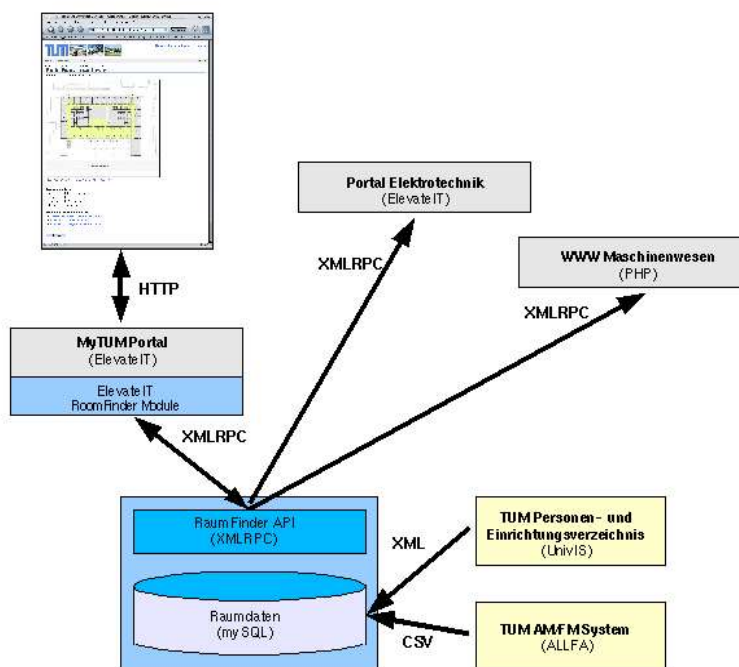 TUM
Portal Elektrotechnik
(ElevateIT)
XMLRPC
WWW Maschinenwesen
(PHP)
HTTP
XMLRPC
MyTUMPortal
(ElevateIT)
ElevateIT
RoomFinder Module
XMLRPC
RaumFinder API
(XMLRPC)
TUM Personen- und
Einrichtungsverzeichnis
(UnivIS)
XML
Raumdaten
(mySQL)
TUM AM/FM System
(ALLFA)
CSV